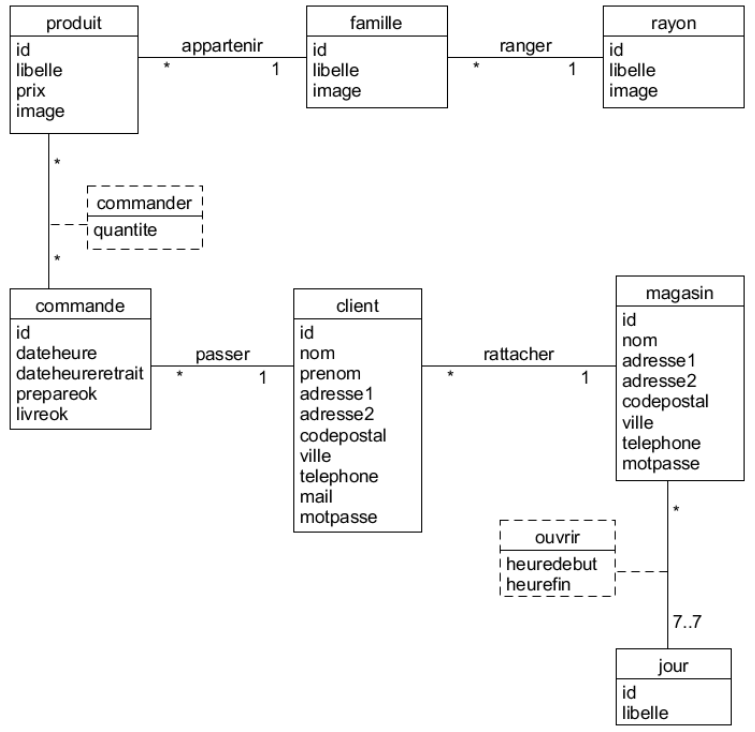 produit
id
libelle
prix
image
appartenir
* 1
famille
id
libelle
image
ranger
* 1
rayon
id
libelle
image
*
commander
quantite
*
commande
id
dateheure
dateheureretrait
prepareok
livreok
passer
* 1
client
id
nom
prenom
adresse1
adresse2
codepostal
ville
telephone
mail
motpasse
rattacher
* 1
magasin
id
nom
adresse1
adresse2
codepostal
ville
telephone
motpasse
*
ouvrir
heuredebut
heurefin
7..7
jour
id
libelle